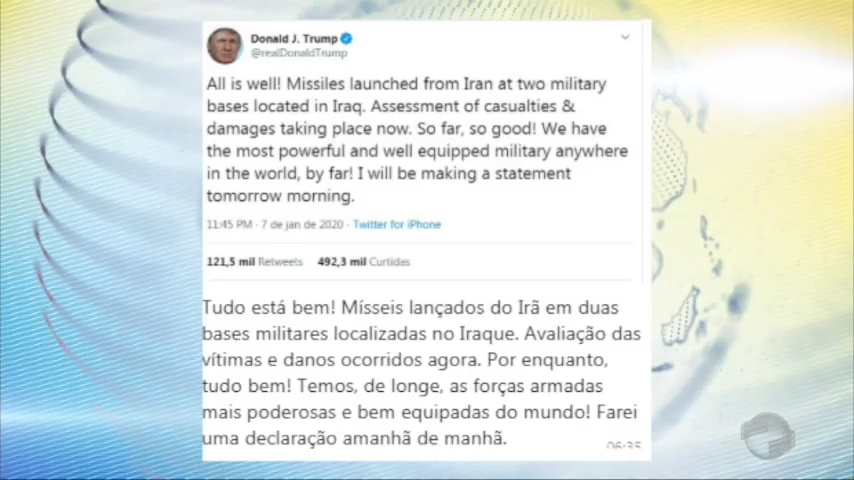 Donald J. Trump
@realDonaldTrump
All is well! Missiles launched from Iran at two military
bases located in Iraq. Assessment of casualties &
damages taking place now. So far, so good! We have
the most powerful and well equipped military anywhere
in the world, by far! I will be making a statement
tomorrow morning.
11:45 PM · 7 de jan de 2020 · Twitter for iPhone
121,5 mil Retweets 492,3 mil Curtidas
Tudo está bem! Mísseis lançados do Irã em duas
bases militares localizadas no Iraque. Avaliação das
vítimas e danos ocorridos agora. Por enquanto,
tudo bem! Temos, de longe, as forças armadas
mais poderosas e bem equipadas do mundo! Farei
uma declaração amanhã de manhã.
06:35